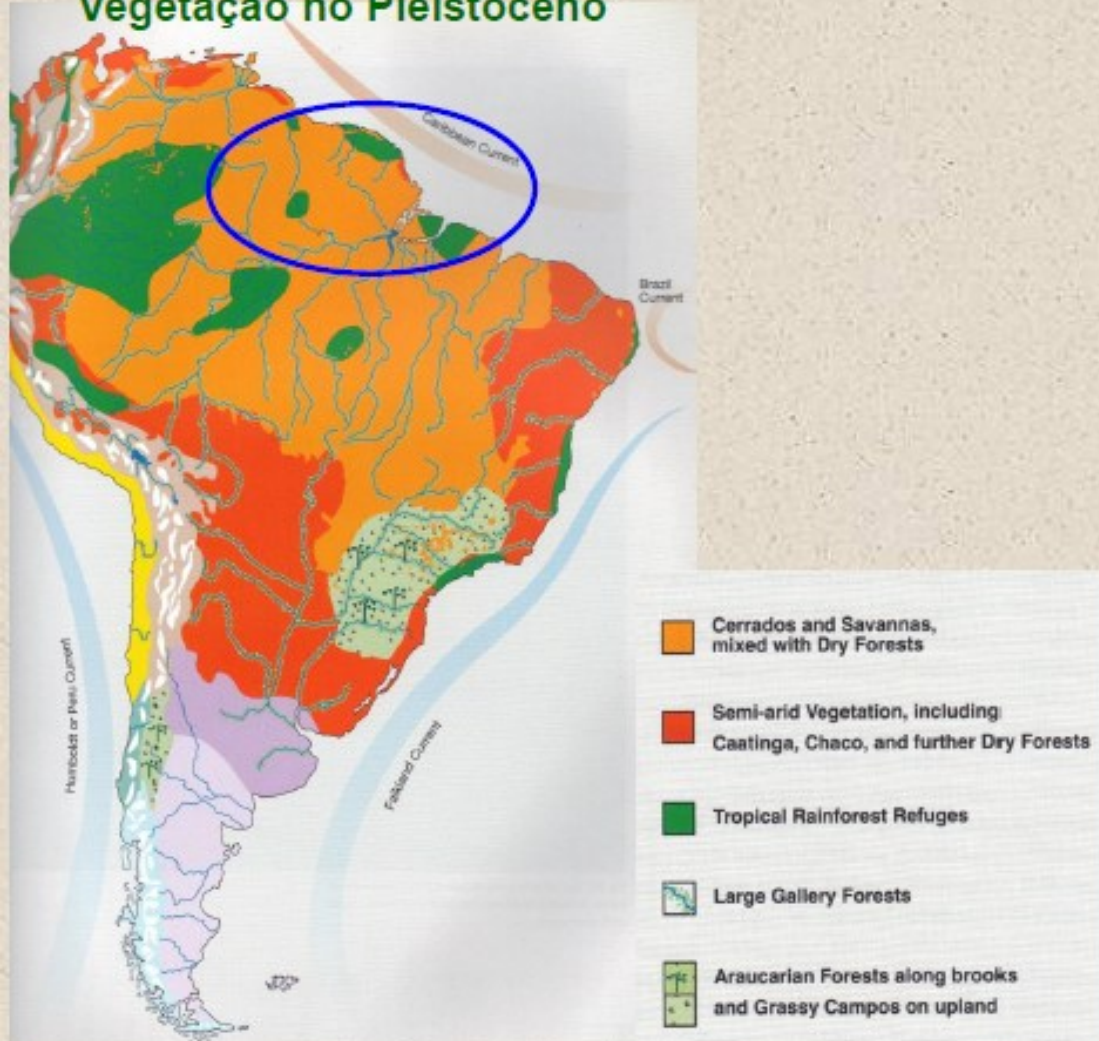 Vegetação no Pleistoceno
Caribbean Current
Brazil
Current
Humboldt or Peru Current
Falkland Current
Cerrados and Savannas,
mixed with Dry Forests
Semi-arid Vegetation, including
Caatinga, Chaco, and further Dry Forests
Tropical Rainforest Refuges
Large Gallery Forests
Araucarian Forests along brooks
and Grassy Campos on upland